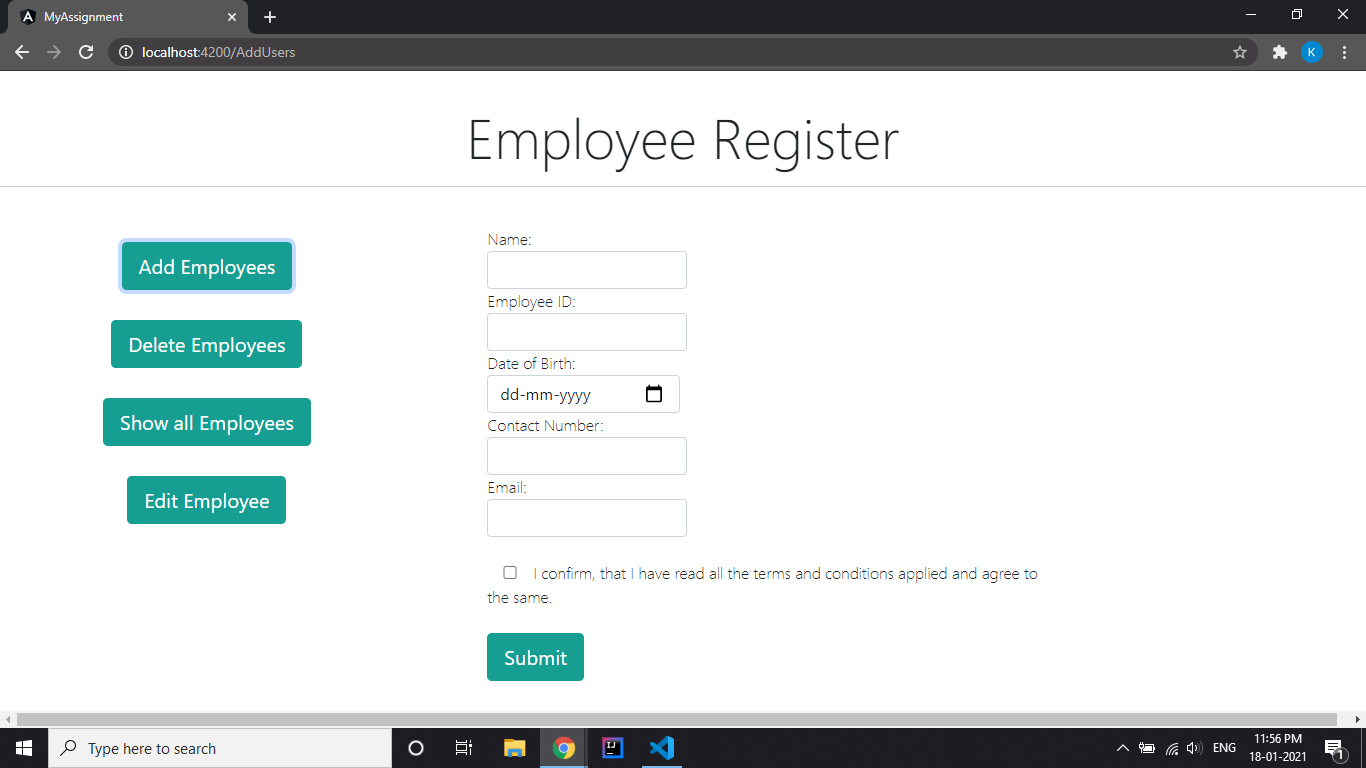 MyAssignment
localhost:4200/AddUsers
K
Employee Register
Add Employees
Delete Employees
Show all Employees
Edit Employee
Name:
Employee ID:
Date of Birth:
dd-mm-yyyy
Contact Number:
Email:
I confirm, that I have read all the terms and conditions applied and agree to
the same.
Submit
Type here to search
IJ
ENG
11:56 PM
18-01-2021
1